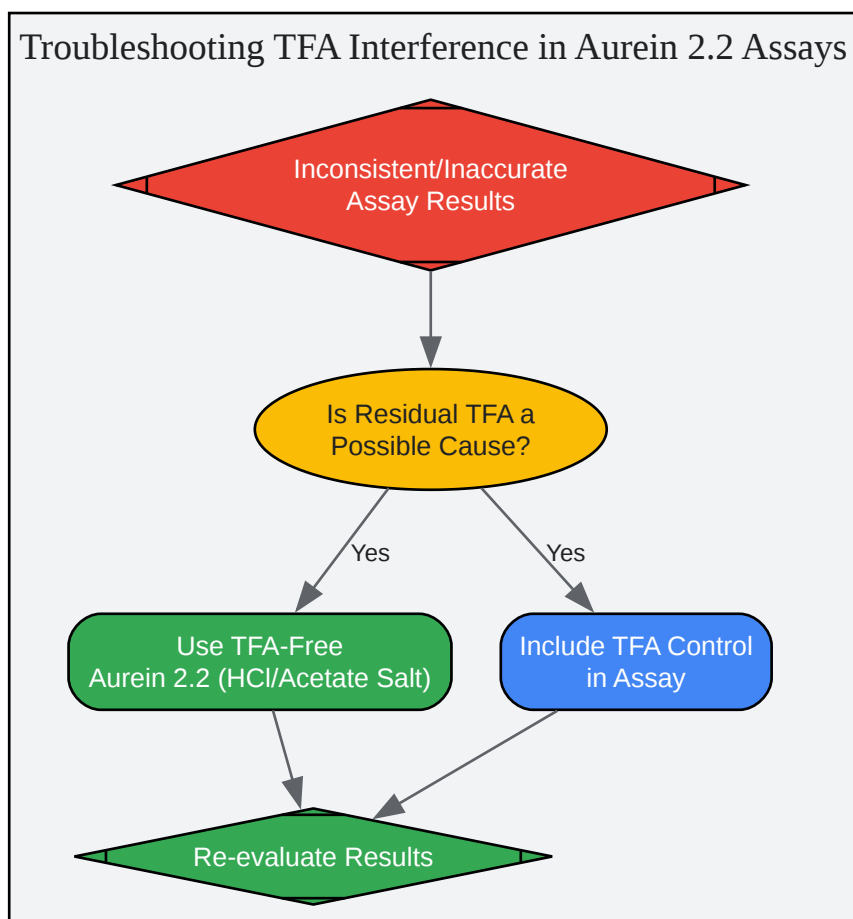 Troubleshooting TFA Interference in Aurein 2.2 Assays
Inconsistent/Inaccurate
Assay Results
Is Residual TFA a
Possible Cause?
Yes
Yes
Use TFA-Free
Aurein 2.2 (HCl/Acetate Salt)
Include TFA Control
in Assay
Re-evaluate Results